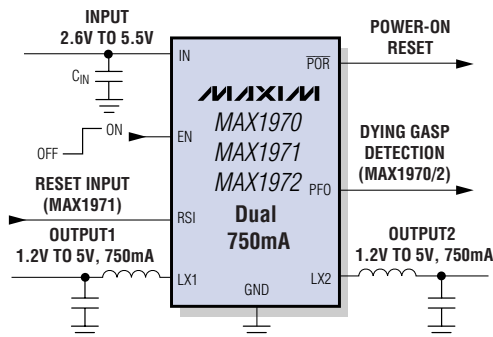 INPUT
2.6V TO 5.5V
IN
CIN
POR
POWER-ON
RESET
MAXIM
MAX1970
MAX1971
MAX1972
Dual
750mA
ON
OFF
EN
DYING GASP
DETECTION
(MAX1970/2)
PFO
RESET INPUT
(MAX1971)
RSI
OUTPUT1
1.2V TO 5V, 750mA
LX1
GND
LX2
OUTPUT2
1.2V TO 5V, 750mA